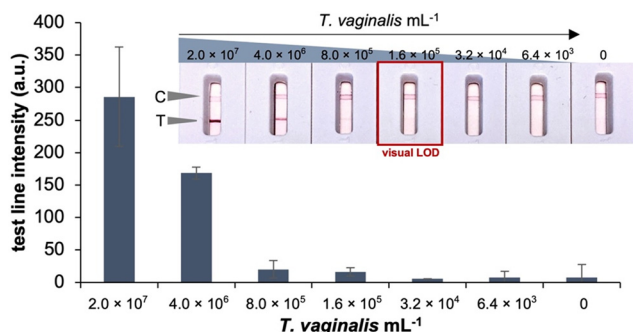 T. vaginalis mL⁻¹
2.0 × 10⁷ 4.0 × 10⁶ 8.0 × 10⁵ 1.6 × 10⁵ 3.2 × 10⁴ 6.4 × 10³ 0
C
T
visual LOD
test line intensity (a.u.)
400
350
300
250
200
150
100
50
0
2.0 × 10⁷ 4.0 × 10⁶ 8.0 × 10⁵ 1.6 × 10⁵ 3.2 × 10⁴ 6.4 × 10³ 0
T. vaginalis mL⁻¹